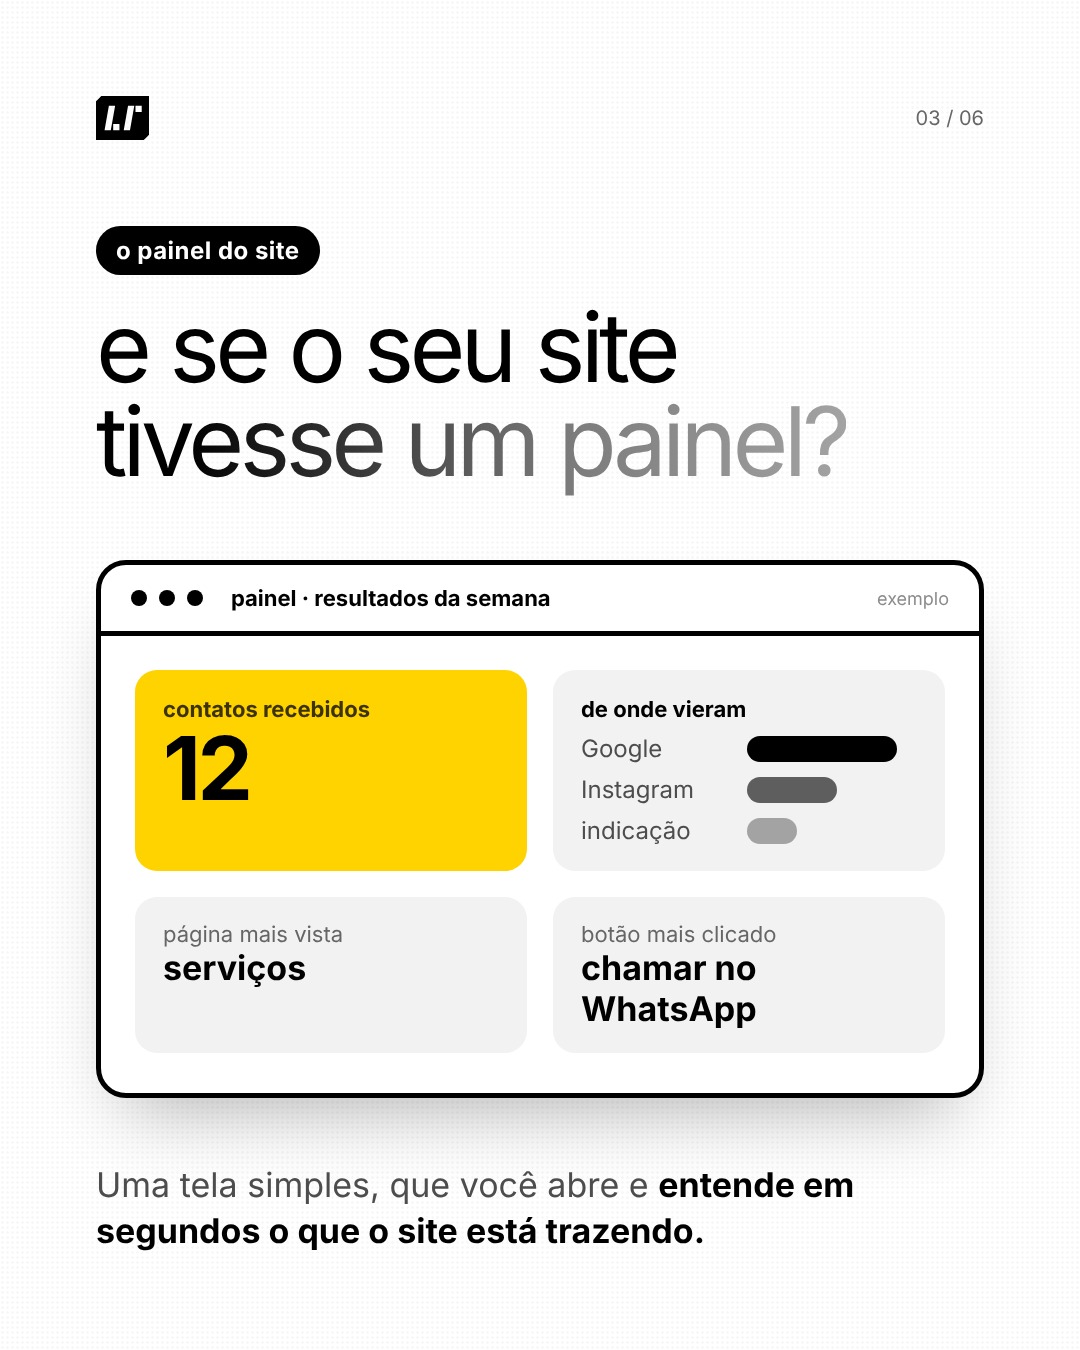 03 / 06
o painel do site
e se o seu site
tivesse um painel?
painel · resultados da semana
exemplo
contatos recebidos
12
de onde vieram
Google
Instagram
indicação
página mais vista
serviços
botão mais clicado
chamar no
WhatsApp
Uma tela simples, que você abre e entende em
segundos o que o site está trazendo.